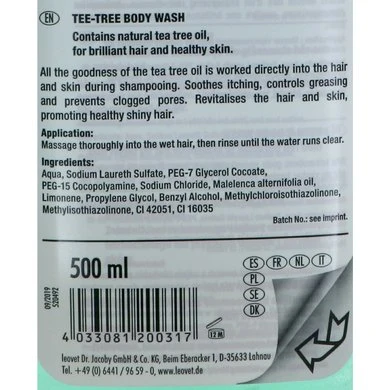 EN TEE-TREE BODY WASH
Contains natural tea tree oil,
for brilliant hair and healthy skin.
All the goodness of the tea tree oil is worked directly into the hair
and skin during shampooing. Soothes itching, controls greasing
and prevents clogged pores. Revitalises the hair and skin,
promoting healthy shiny hair.
Application:
Massage thoroughly into the wet hair, then rinse until the water runs clear.
Ingredients:
Aqua, Sodium Laureth Sulfate, PEG-7 Glycerol Cocoate,
PEG-15 Cocopolyamine, Sodium Chloride, Malelenca alternifolia oil,
Limonene, Propylene Glycol, Benzyl Alcohol, Methylchloroisothiazolinone,
Methylisothiazolinone, CI 42051, CI 16035
Batch No.: see imprint.
500 ml
ES FR NL IT
PL
SE
DK
09/2019
520492
4 033081 200317
12 M
leovet Dr. Jacoby GmbH & Co. KG, Beim Eberacker 1, D-35633 Lahnau
Tel. +49 (0) 6441 / 96 59 - 0, www.leovet.de